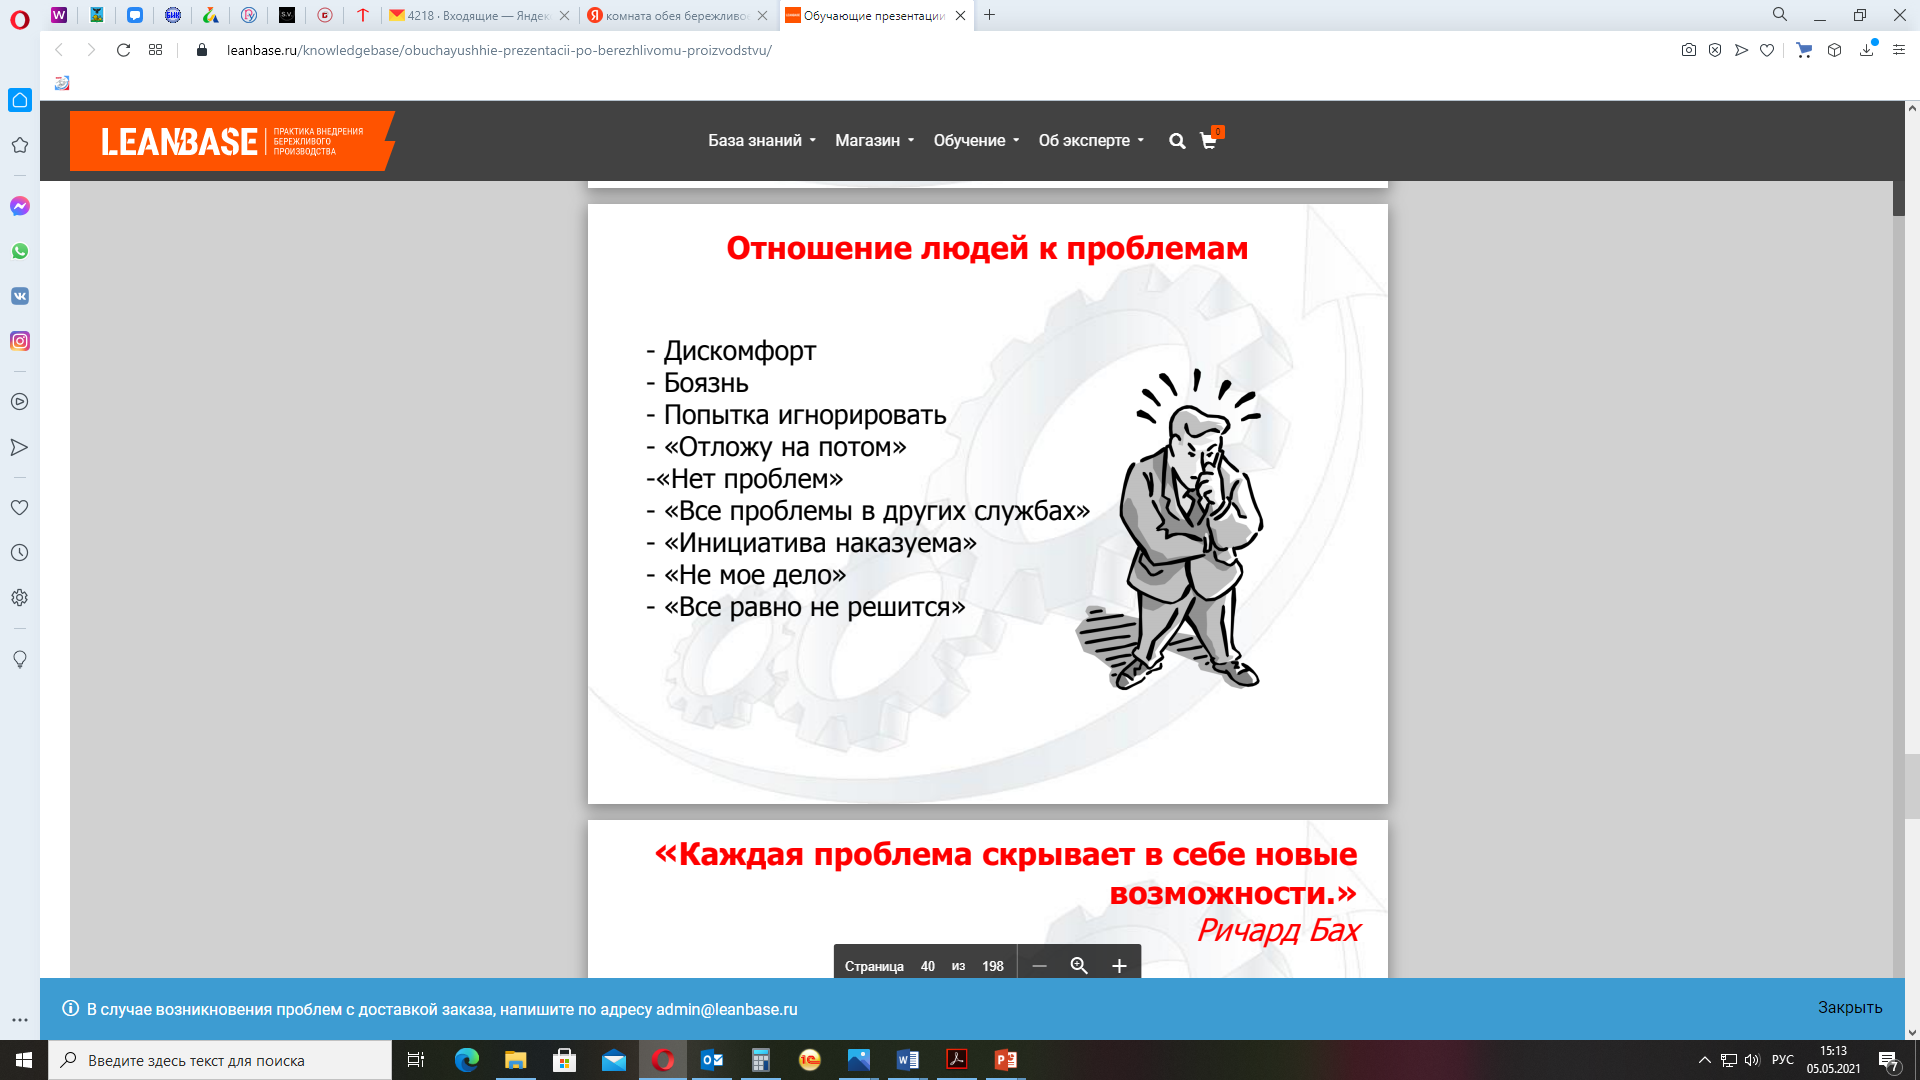 4218 · Входящие — Яндекс
комната обея бережливое
Обучающие презентации
leanbase.ru/knowledgebase/obuchayushhie-prezentacii-po-berezhlivomu-proizvodstvu/
LEANBASE
ПРАКТИКА ВНЕДРЕНИЯ
БЕРЕЖЛИВОГО
ПРОИЗВОДСТВА
База знаний
Магазин
Обучение
Об эксперте
0
Отношение людей к проблемам
- Дискомфорт
- Боязнь
- Попытка игнорировать
- «Отложу на потом»
-«Нет проблем»
- «Все проблемы в других службах»
- «Инициатива наказуема»
- «Не мое дело»
- «Все равно не решится»
«Каждая проблема скрывает в себе новые
возможности.»
Ричард Бах
Страница 40 из 198
В случае возникновения проблем с доставкой заказа, напишите по адресу admin@leanbase.ru
Закрыть
Введите здесь текст для поиска
РУС
15:13
05.05.2021
7